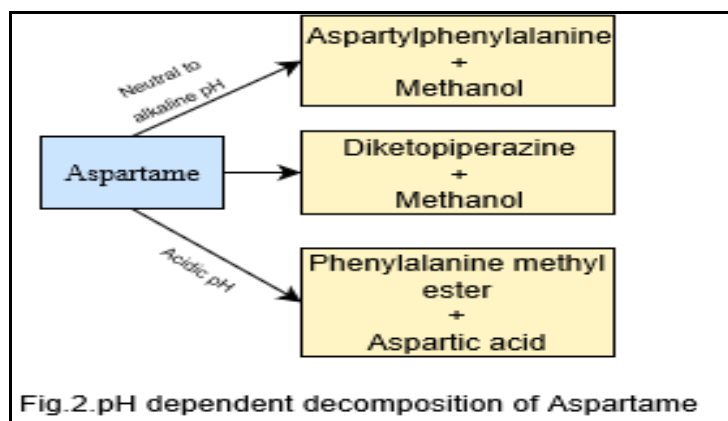 Aspartylphenylalanine
+
Methanol
Neutral to
alkaline pH
Aspartame
Diketopiperazine
+
Methanol
Acidic pH
Phenylalanine methyl
ester
+
Aspartic acid
Fig.2.pH dependent decomposition of Aspartame